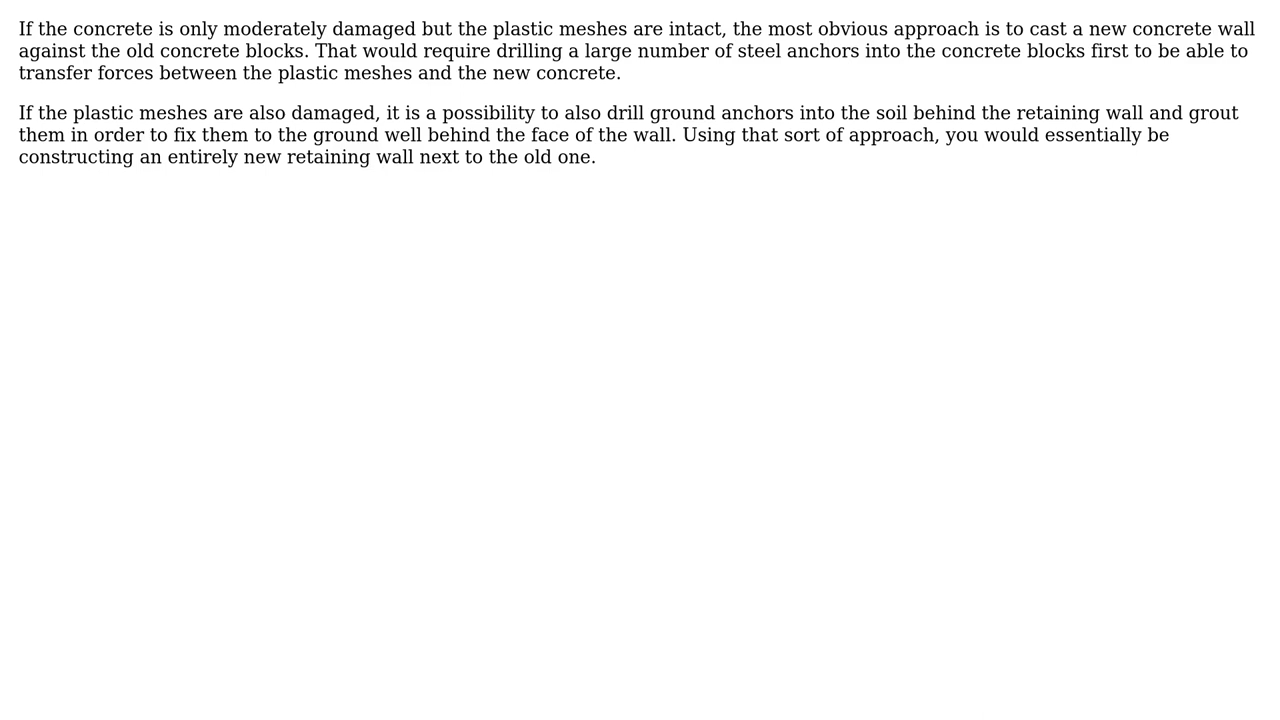 If the concrete is only moderately damaged but the plastic meshes are intact, the most obvious approach is to cast a new concrete wall
against the old concrete blocks. That would require drilling a large number of steel anchors into the concrete blocks first to be able to
transfer forces between the plastic meshes and the new concrete.
If the plastic meshes are also damaged, it is a possibility to also drill ground anchors into the soil behind the retaining wall and grout
them in order to fix them to the ground well behind the face of the wall. Using that sort of approach, you would essentially be
constructing an entirely new retaining wall next to the old one.